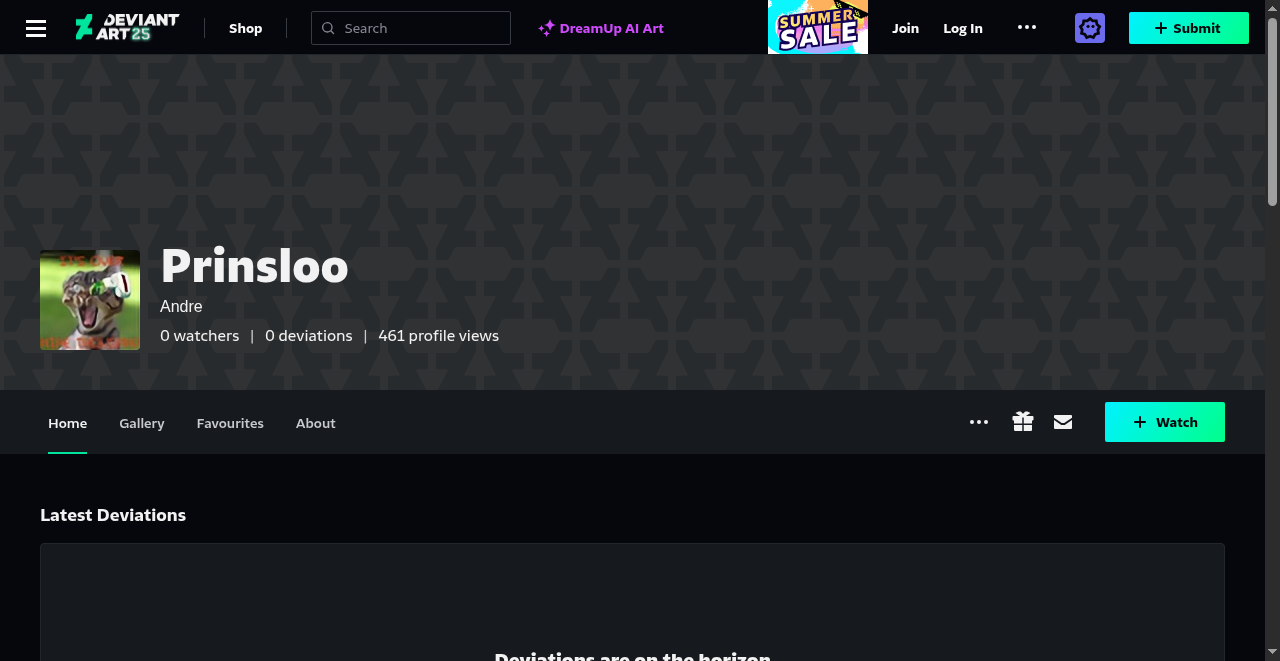 DEVIANT
ART 25
Shop
Search
DreamUp AI Art
SUMMER
SALE
Join
Log In
Submit
Prinsloo
Andre
0 watchers | 0 deviations | 461 profile views
Home
Gallery
Favourites
About
Watch
Latest Deviations
Deviations are on the horizon